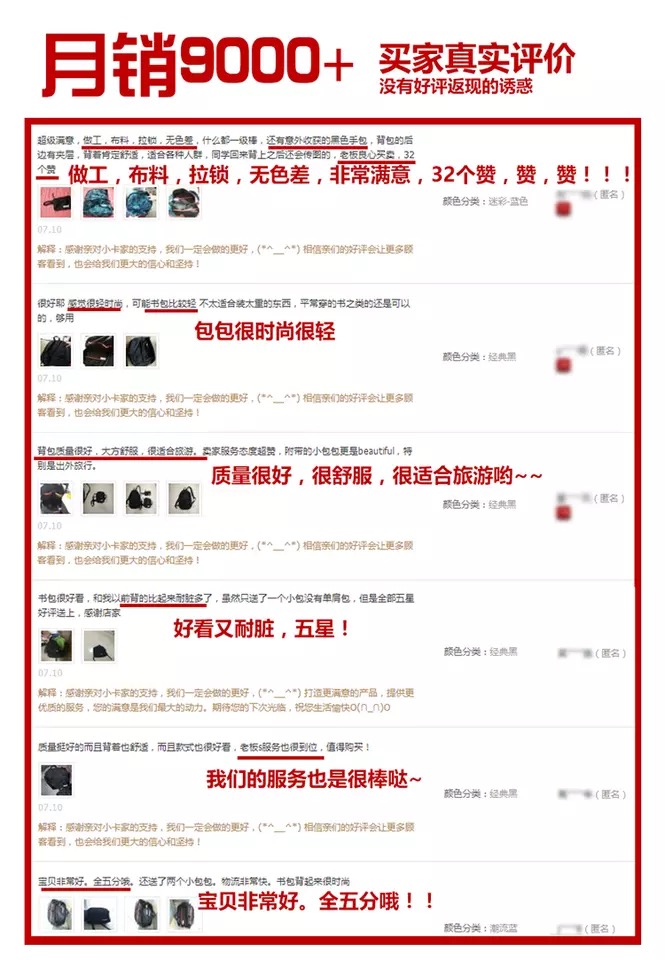 月销9000+
买家真实评价
没有好评返现的诱惑
超级满意，做工，布料，拉锁，无色差，什么都一级棒，还有意外收获的黑色手包，背包的后
边有夹层，背着肯定舒适，适合各种人群，同学回来背上之后还会传图的，老板良心买卖，32
个赞
做工，布料，拉锁，无色差，非常满意，32个赞，赞，赞！！！
颜色分类：迷彩-蓝色
（匿名）
07.10
解释：感谢亲对小卡家的支持，我们一定会做的更好，(*^__^*) 相信亲们的好评会让更多顾
客看到，也会给我们更大的信心和坚持！
很好耶 感觉很轻时尚，可能书包比较轻 不太适合装太重的东西，平常穿的书之类的还是可以
的，够用
包包很时尚很轻
颜色分类：经典黑
（匿名）
07.10
解释：感谢亲对小卡家的支持，我们一定会做的更好，(*^__^*) 相信亲们的好评会让更多顾
客看到，也会给我们更大的信心和坚持！
背包质量很好，大方舒服，很适合旅游。卖家服务态度超赞，附带的小包包更是beautiful，特
别是出外旅行。
质量很好，很舒服，很适合旅游哟~~
颜色分类：经典黑
（匿名）
07.10
解释：感谢亲对小卡家的支持，我们一定会做的更好，(*^__^*) 相信亲们的好评会让更多顾
客看到，也会给我们更大的信心和坚持！
书包很好看，和我以前背的比起来耐脏多了，虽然只送了一个小包没有单肩包，但是全部五星
好评送上，感谢店家
好看又耐脏，五星！
颜色分类：经典黑
（匿名）
07.10
解释：感谢亲对小卡家的支持，我们一定会做的更好，(*^__^*) 打造更满意的产品，提供更
优质的服务，您的满意是我们最大的动力。期待您的下次光临，祝您生活愉快O(∩_∩)O
质量挺好的而且背着也舒适，而且款式也很好看，老板s服务也很到位，值得购买！
我们的服务也是很棒哒~
颜色分类：经典黑
（匿名）
07.10
解释：感谢亲对小卡家的支持，我们一定会做的更好，(*^__^*) 相信亲们的好评会让更多顾
客看到，也会给我们更大的信心和坚持！
宝贝非常好。全五分哦。还送了两个小包包。物流非常快。书包背起来很时尚
宝贝非常好。全五分哦！！
颜色分类：潮流蓝
（匿名）